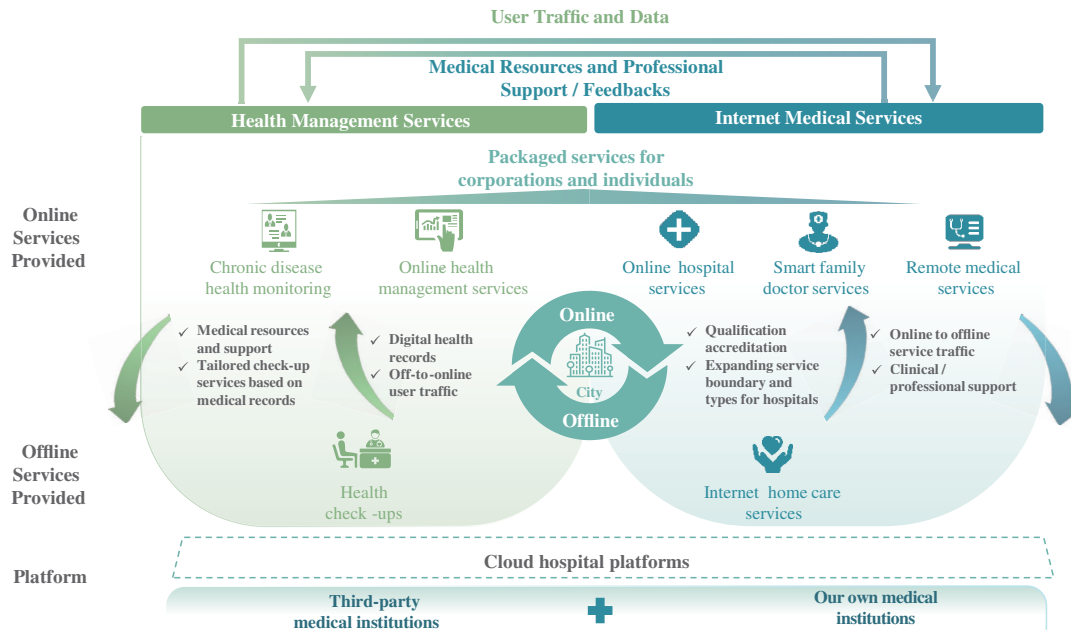 User Traffic and Data
Medical Resources and Professional
Support / Feedbacks
Health Management Services
Internet Medical Services
Packaged services for
corporations and individuals
Online
Services
Provided
Chronic disease
health monitoring
Online health
management services
Online hospital
services
Smart family
doctor services
Remote medical
services
✓ Medical resources
and support
✓ Tailored check-up
services based on
medical records
✓ Digital health
records
✓ Off-to-online
user traffic
Online
City
Offline
✓ Qualification
accreditation
✓ Expanding service
boundary and
types for hospitals
✓ Online to offline
service traffic
✓ Clinical /
professional support
Offline
Services
Provided
Health
check -ups
Internet home care
services
Platform
Cloud hospital platforms
Third-party
medical institutions
Our own medical
institutions